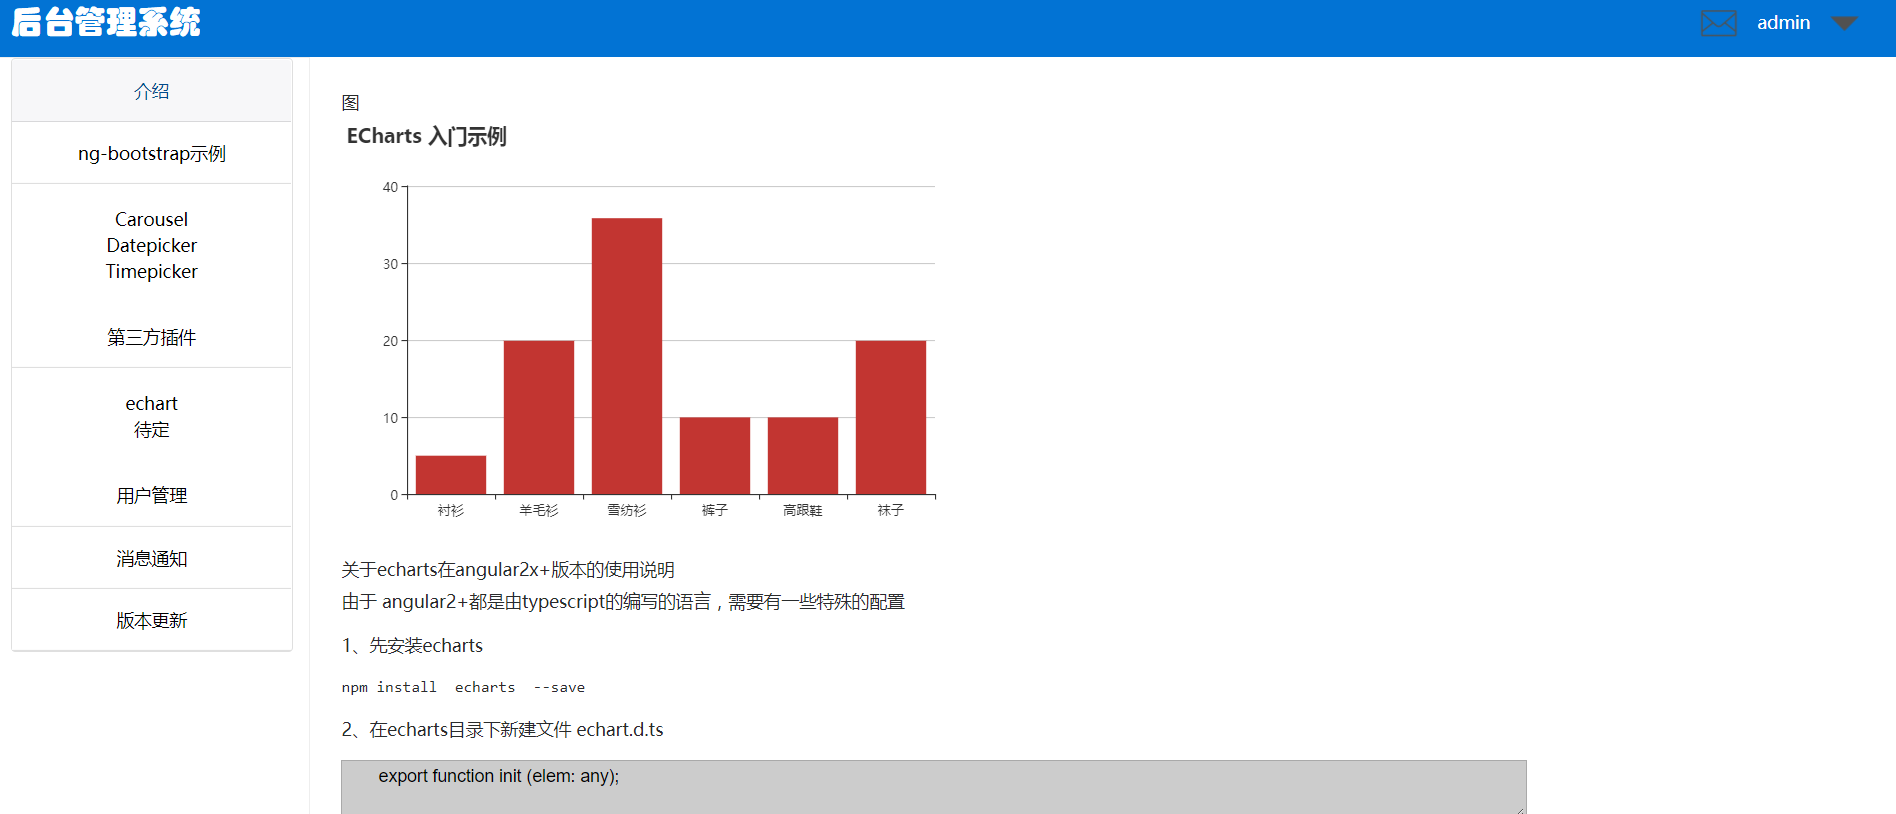 后台管理系统
admin
介绍
ng-bootstrap示例
Carousel
Datepicker
Timepicker
第三方插件
echart
待定
用户管理
消息通知
版本更新
图
ECharts 入门示例
40
30
20
10
0
衬衫 羊毛衫 雪纺衫 裤子 高跟鞋 袜子
关于echarts在angular2x+版本的使用说明
由于 angular2+都是由typescript的编写的语言，需要有一些特殊的配置
1、先安装echarts
npm install  echarts  --save
2、在echarts目录下新建文件 echart.d.ts
export function init (elem: any);